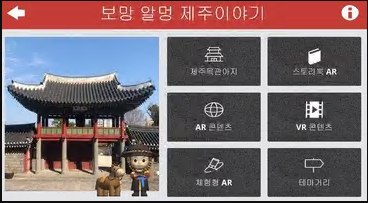 보망 알멍 제주이야기
제주목관아지
스토리북 AR
AR 콘텐츠
VR 콘텐츠
체험형 AR
테마거리